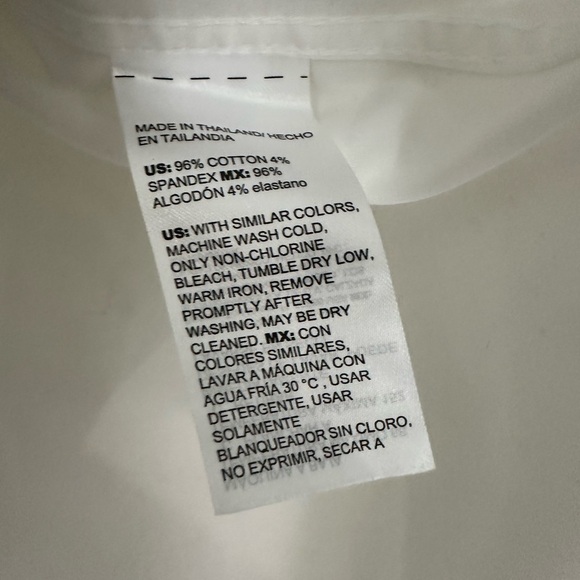 MADE IN THAILAND/ HECHO
EN TAILANDIA
US: 96% COTTON 4%
SPANDEX MX: 96%
ALGODÓN 4% elastano
US: WITH SIMILAR COLORS,
MACHINE WASH COLD,
ONLY NON-CHLORINE
BLEACH, TUMBLE DRY LOW,
WARM IRON, REMOVE
PROMPTLY AFTER
WASHING, MAY BE DRY
CLEANED. MX: CON
COLORES SIMILARES,
LAVAR A MÁQUINA CON
AGUA FRÍA 30 °C , USAR
DETERGENTE, USAR
SOLAMENTE
BLANQUEADOR SIN CLORO,
NO EXPRIMIR, SECAR A